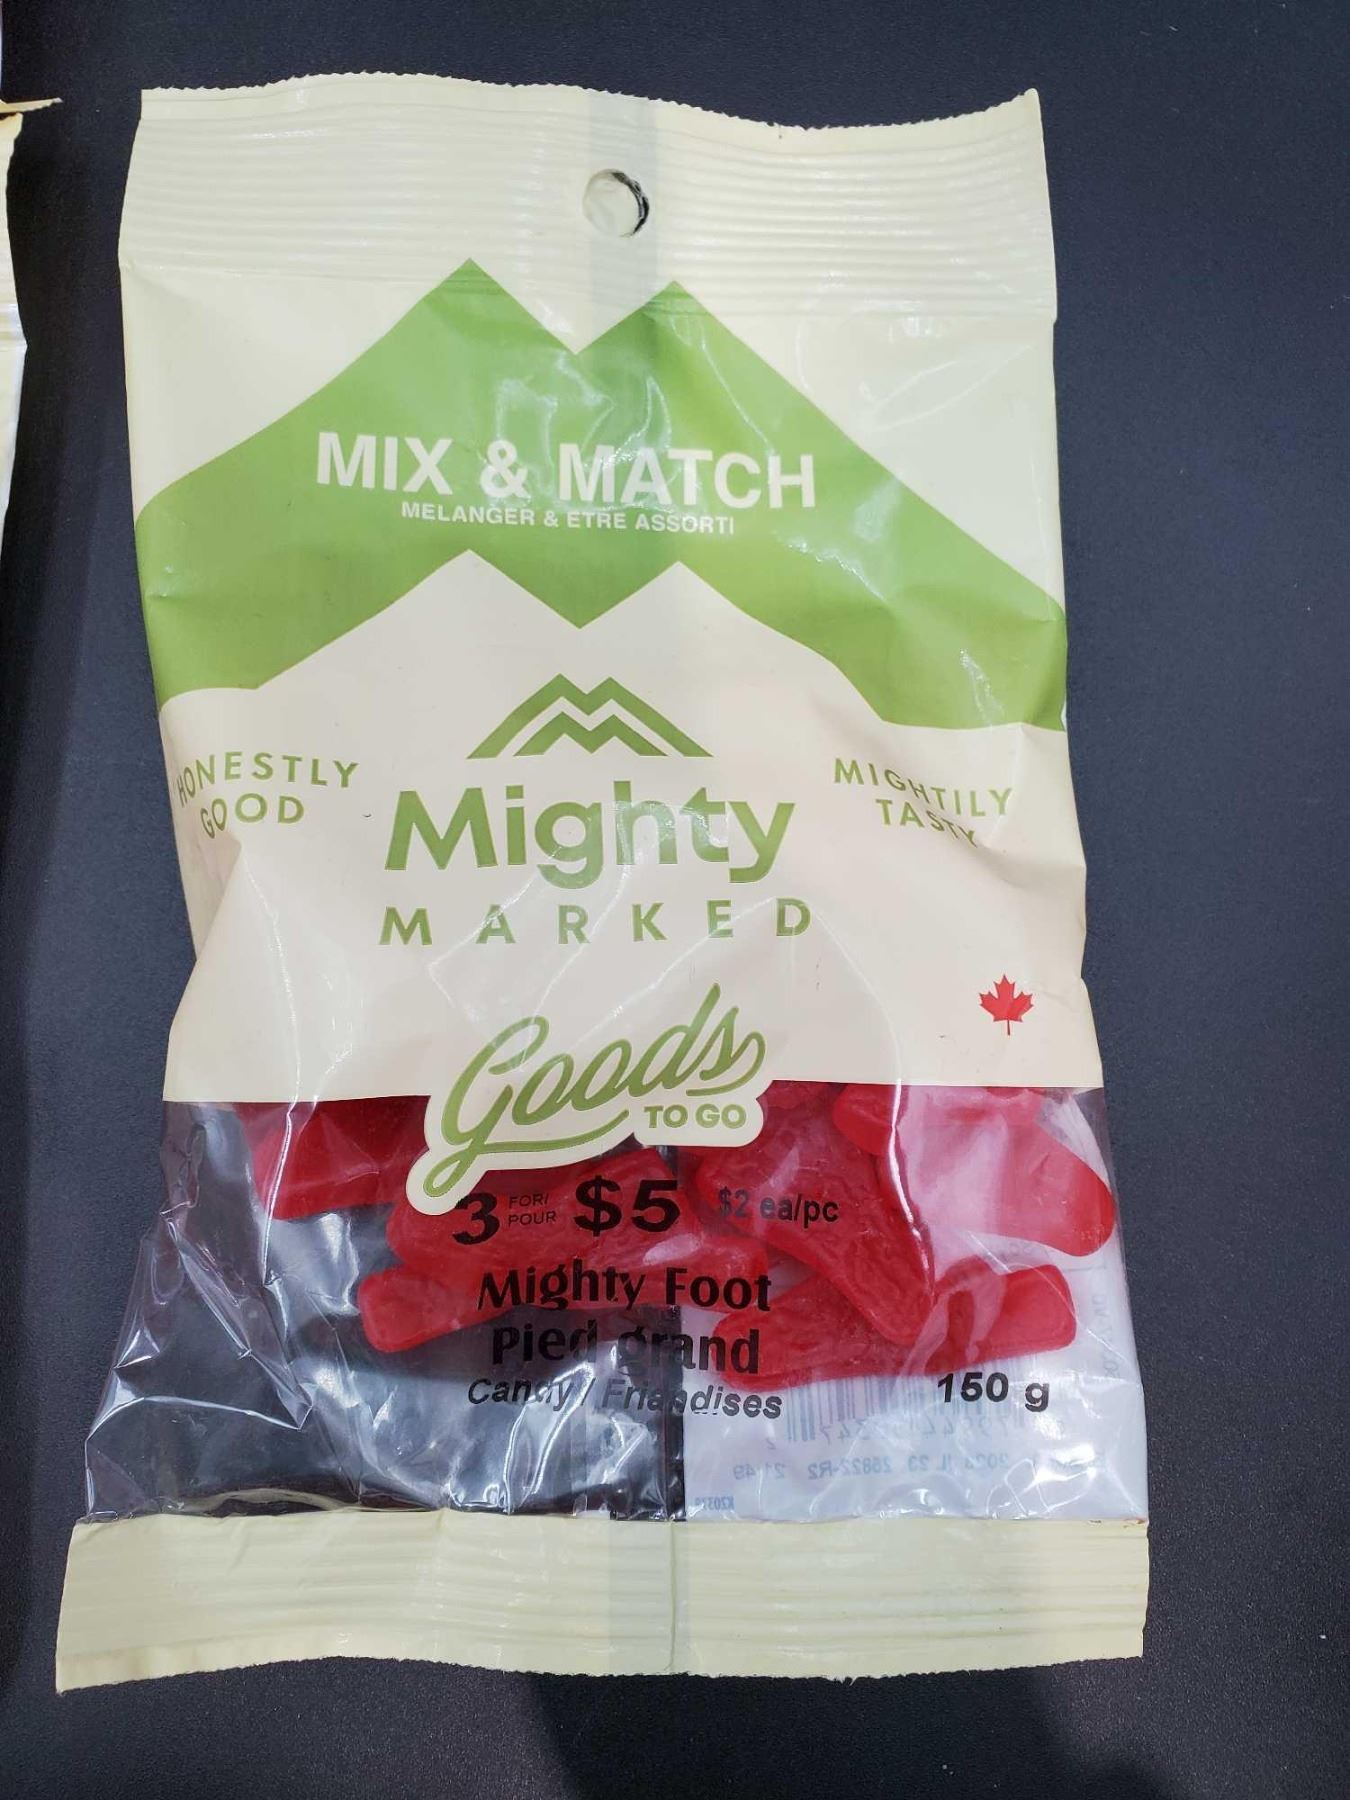 MIX & MATCH
MELANGER & ETRE ASSORTI
HONESTLY
GOOD
MIGHTILY
TASTY
Mighty
MARKED
Goods
TO GO
3 FOR/ POUR $5 $2 ea/pc
Mighty Foot
Pied grand
Candy / Friandises
150 g